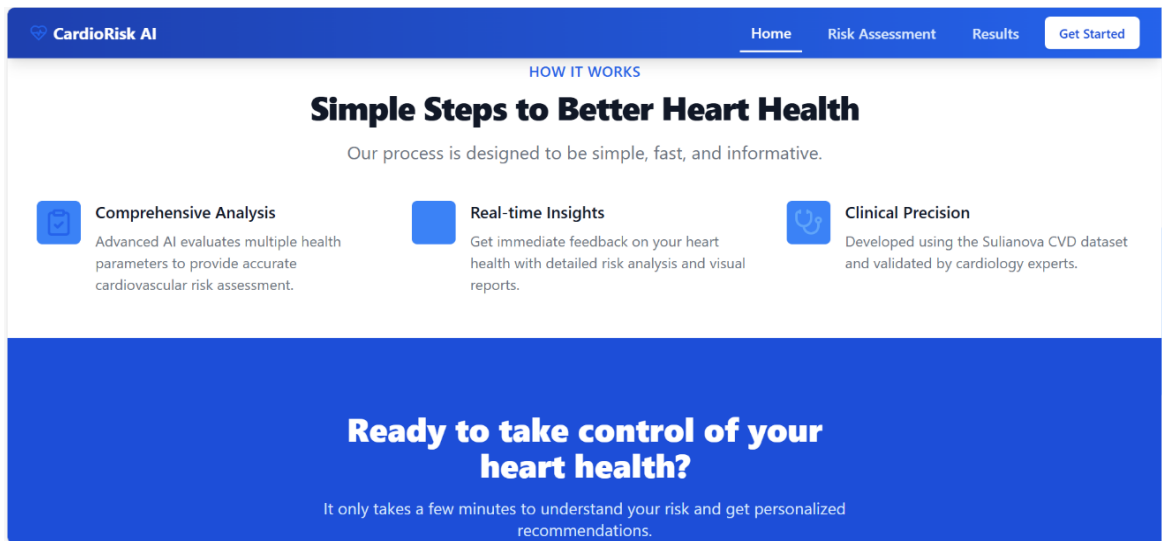 CardioRisk AI
Home
Risk Assessment
Results
Get Started
HOW IT WORKS
Simple Steps to Better Heart Health
Our process is designed to be simple, fast, and informative.
Comprehensive Analysis
Advanced AI evaluates multiple health
parameters to provide accurate
cardiovascular risk assessment.
Real-time Insights
Get immediate feedback on your heart
health with detailed risk analysis and visual
reports.
Clinical Precision
Developed using the Sulianova CVD dataset
and validated by cardiology experts.
Ready to take control of your
heart health?
It only takes a few minutes to understand your risk and get personalized
recommendations.